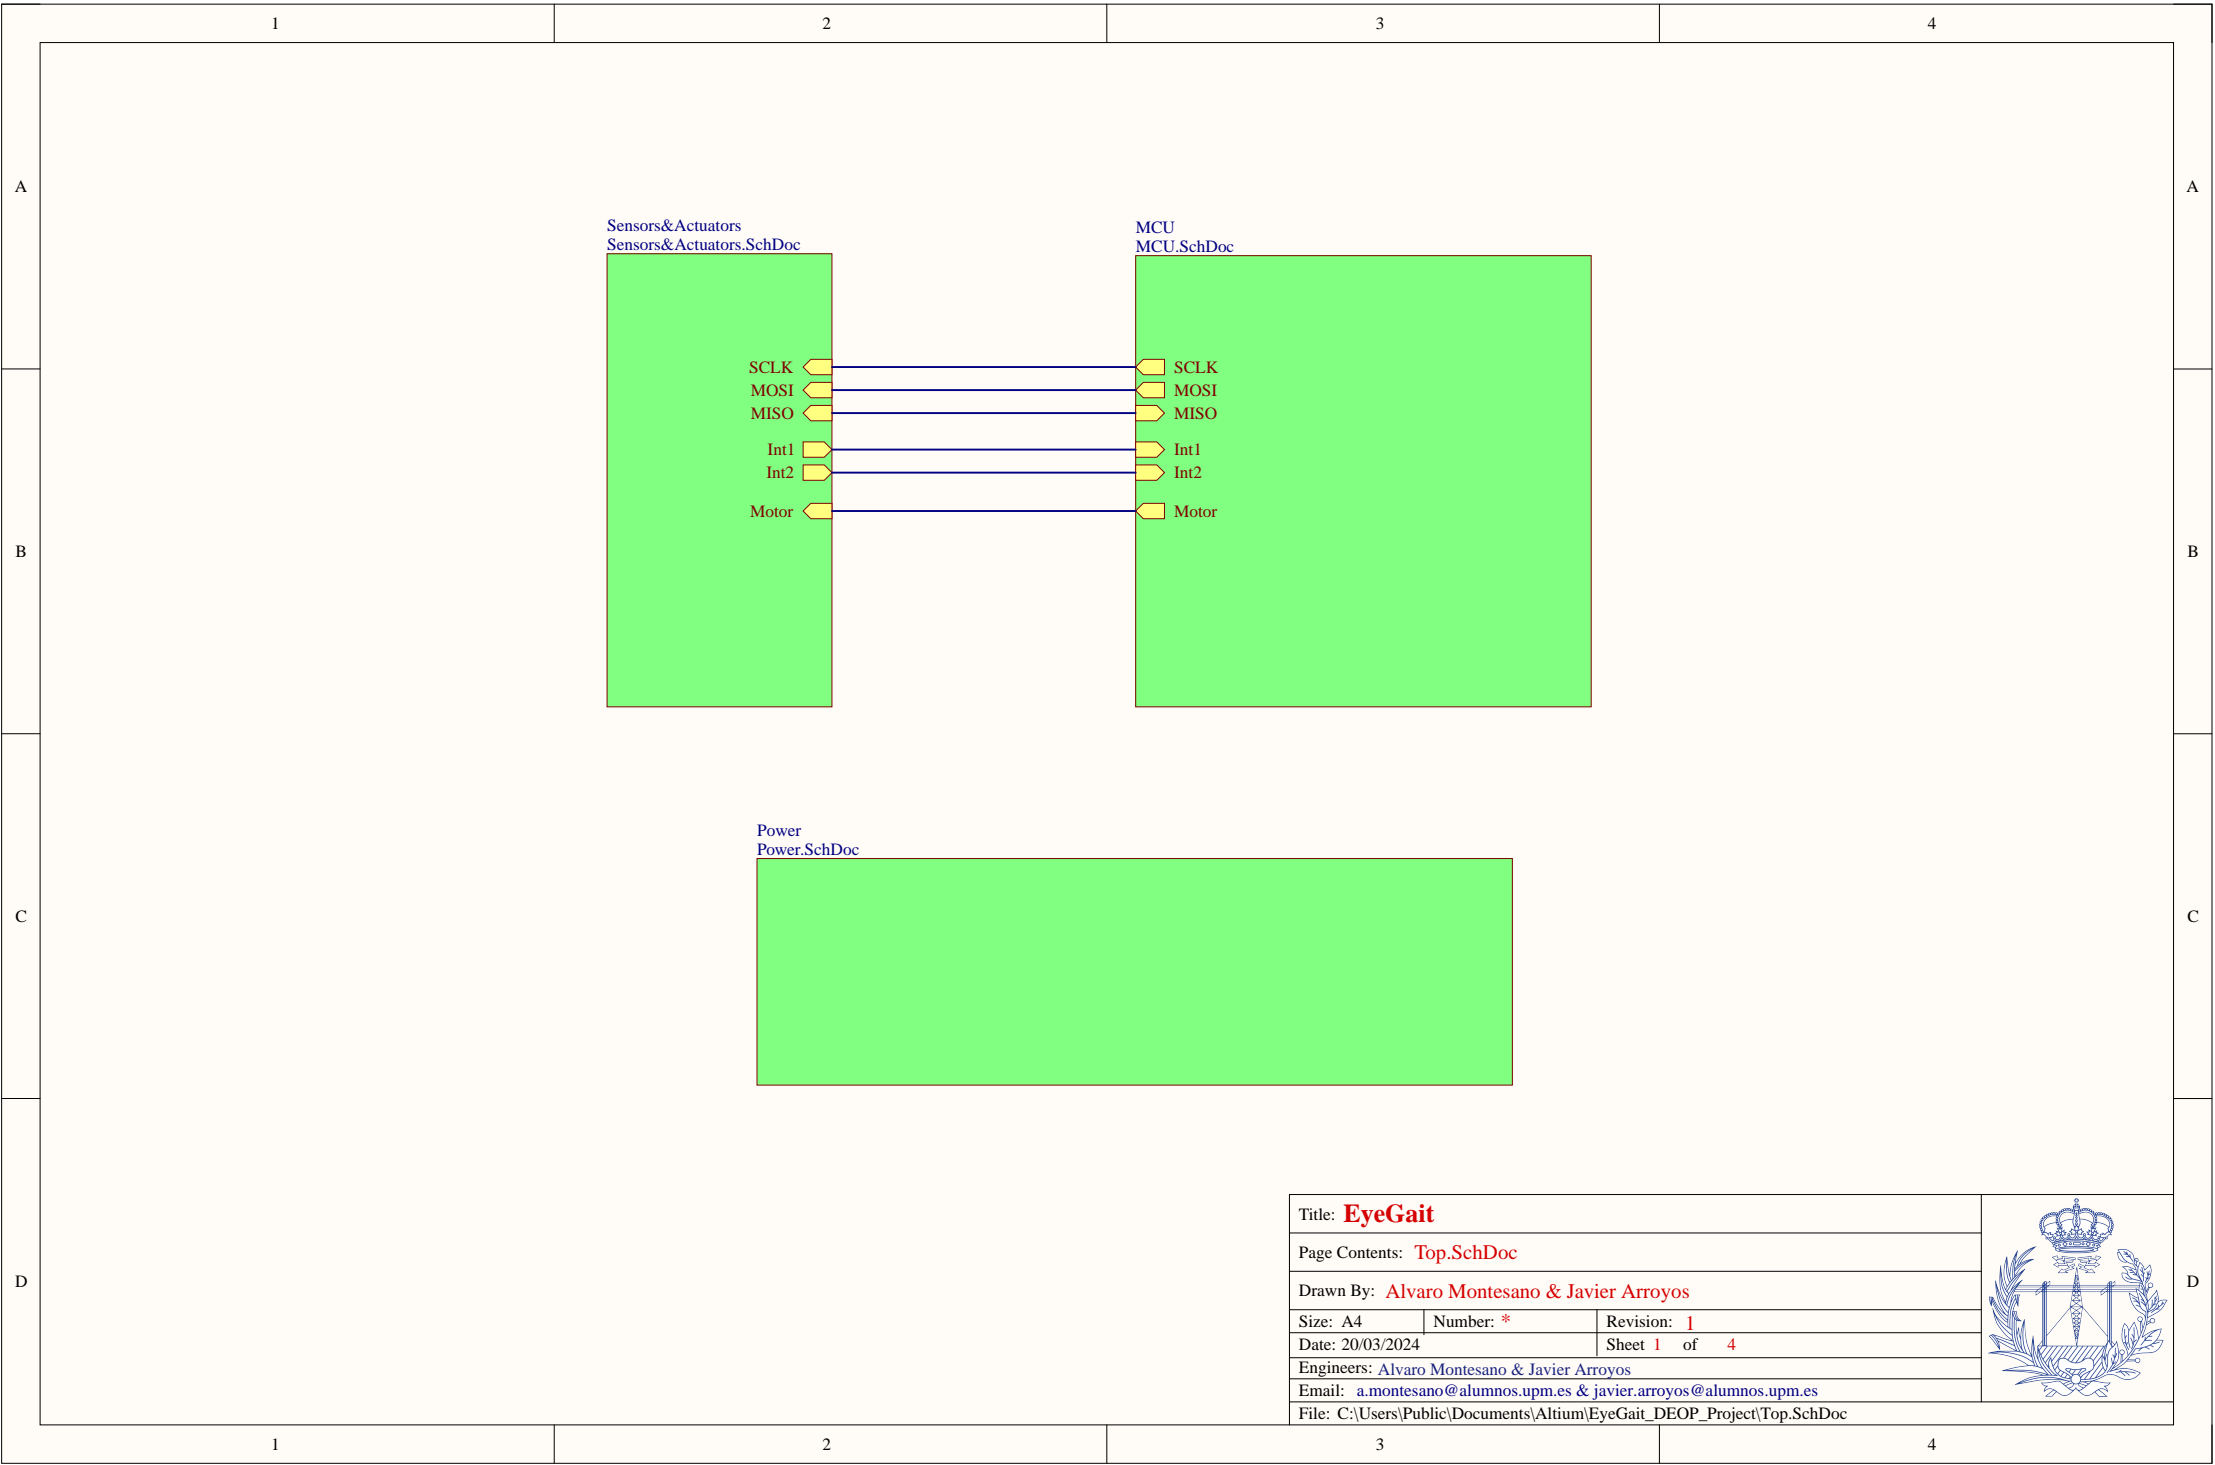 1 2 3 4
A A
Sensors&Actuators
Sensors&Actuators.SchDoc
MCU
MCU.SchDoc
SCLK SCLK
MOSI MOSI
MISO MISO
Int1 Int1
Int2 Int2
Motor Motor
B B
Power
Power.SchDoc
C C
D D
Title: EyeGait
Page Contents: Top.SchDoc
Drawn By: Alvaro Montesano & Javier Arroyos
Size: A4 Number: * Revision: 1
Date: 20/03/2024 Sheet 1 of 4
Engineers: Alvaro Montesano & Javier Arroyos
Email: a.montesano@alumnos.upm.es & javier.arroyos@alumnos.upm.es
File: C:\Users\Public\Documents\Altium\EyeGait_DEOP_Project\Top.SchDoc
1 2 3 4